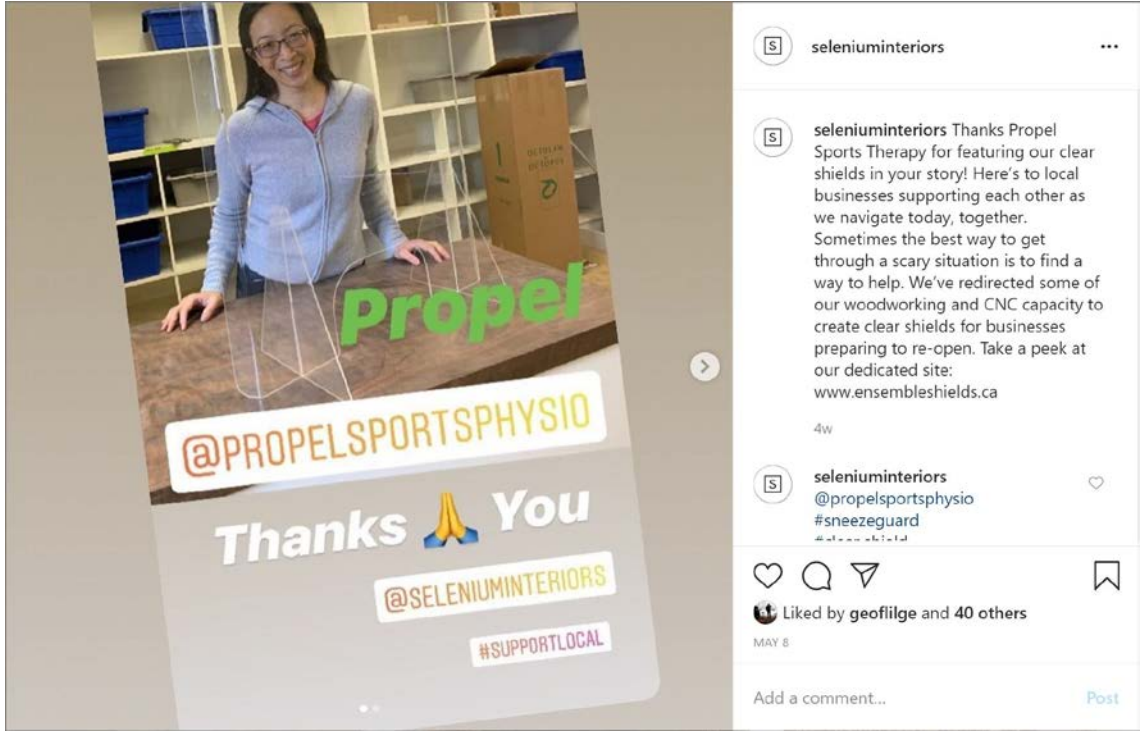 Propel
@PROPELSPORTSPHYSIO
Thanks 🙏 You
@SELENIUMINTERIORS
#SUPPORTLOCAL
S
seleniuminteriors
S
seleniuminteriors Thanks Propel
Sports Therapy for featuring our clear
shields in your story! Here's to local
businesses supporting each other as
we navigate today, together.
Sometimes the best way to get
through a scary situation is to find a
way to help. We've redirected some of
our woodworking and CNC capacity to
create clear shields for businesses
preparing to re-open. Take a peek at
our dedicated site:
www.ensembleshields.ca
4w
S
seleniuminteriors
@propelsportsphysio
#sneezeguard
Liked by geoflilge and 40 others
MAY 8
Add a comment...
Post